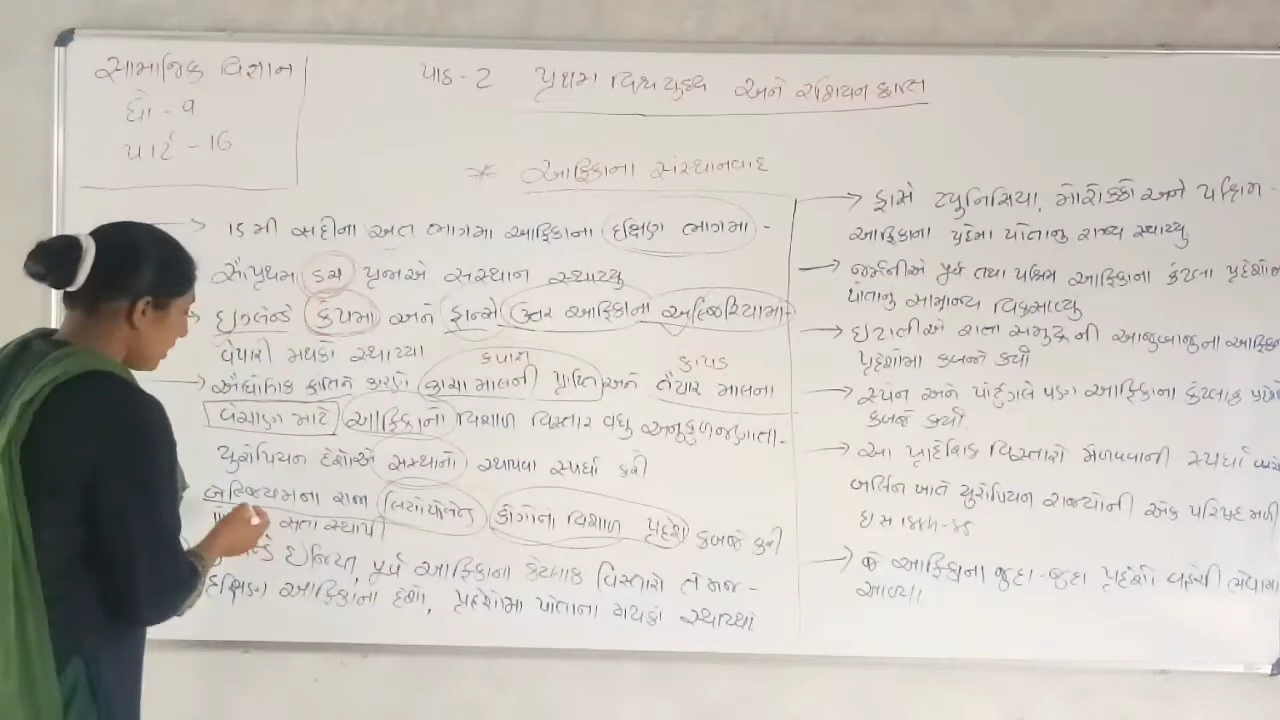 સામાજિક વિજ્ઞાન
ધો - ૧
પાર્ટ - 16
પાઠ - 2 પ્રથમ વિશ્વયુદ્ધ અને રશિયન ક્રાંતિ
* આફ્રિકાના સંસ્થાનવાદ
→ 15 મી સદીના અંત ભાગમા આફ્રિકાના દક્ષિણ ભાગમા -
સૌપ્રથમ ડચ પ્રજાએ સંસ્થાન સ્થાપ્યુ
→ ઇંગ્લેન્ડે કેપમા અને ફ્રાન્સે ઉત્તર આફ્રિકાના અલ્જિરિયામા -
વેપારી મથકો સ્થાપ્યા
કપાસ કાપડ
→ ઔદ્યોગિક ક્રાંતિને કારણે કાચા માલની પ્રાપ્તિ અને તૈયાર માલના
વેચાણ માટે આફ્રિકાનો વિશાળ વિસ્તાર વધુ અનુકુળ જણાતા -
યુરોપિયન દેશોએ સંસ્થાનો સ્થાપવા સ્પર્ધા કરી
બેલ્જિયમના રાજા લિયોપોલ્ડે કોંગોનો વિશાળ પ્રદેશ કબજે કરી
સત્તા સ્થાપી
ઇજિપ્ત, પૂર્વ આફ્રિકાના કેટલાક વિસ્તારો તેમજ -
દક્ષિણ આફ્રિકાના દેશો, પ્રદેશોમા પોતાના મથકો સ્થાપ્યાં
→ ફ્રાંસે ટ્યુનિસિયા, મોરોક્કો અને પશ્ચિમ -
આફ્રિકાના પ્રદેમા પોતાનુ રાજ્ય સ્થાપ્યુ
→ જર્મનીએ પૂર્વ તથા પશ્ચિમ આફ્રિકાના કેટલા પ્રદેશોમ
પોતાનુ સામ્રાજ્ય વિકસાવ્યુ
→ ઇટાલીએ રાતા સમુદ્રની આજુબાજુના આફ્રિક
પ્રદેશોમા કબજો કર્યો
→ સ્પેન અને પોર્ટુગલે પણ આફ્રિકાના કેટલાક પ્રદે
કબજે કર્યા.
→ આ પ્રાદેશિક વિસ્તારો મેળવવાની સ્પર્ધા
બર્લિન ખાતે યુરોપિયન રાજ્યોની એક પરિષદ મળી
ઇ સ 1884-85
→ જે આફ્રિકાના જુદા - જુદા પ્રદેશો વહેંચી લેવામા
આવ્યા